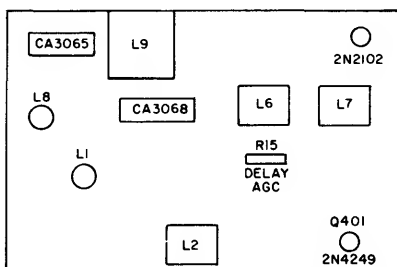 CA3065
L9
2N2102
L8
CA3068
L6
L7
L1
R15
DELAY
AGC
Q401
L2
2N4249